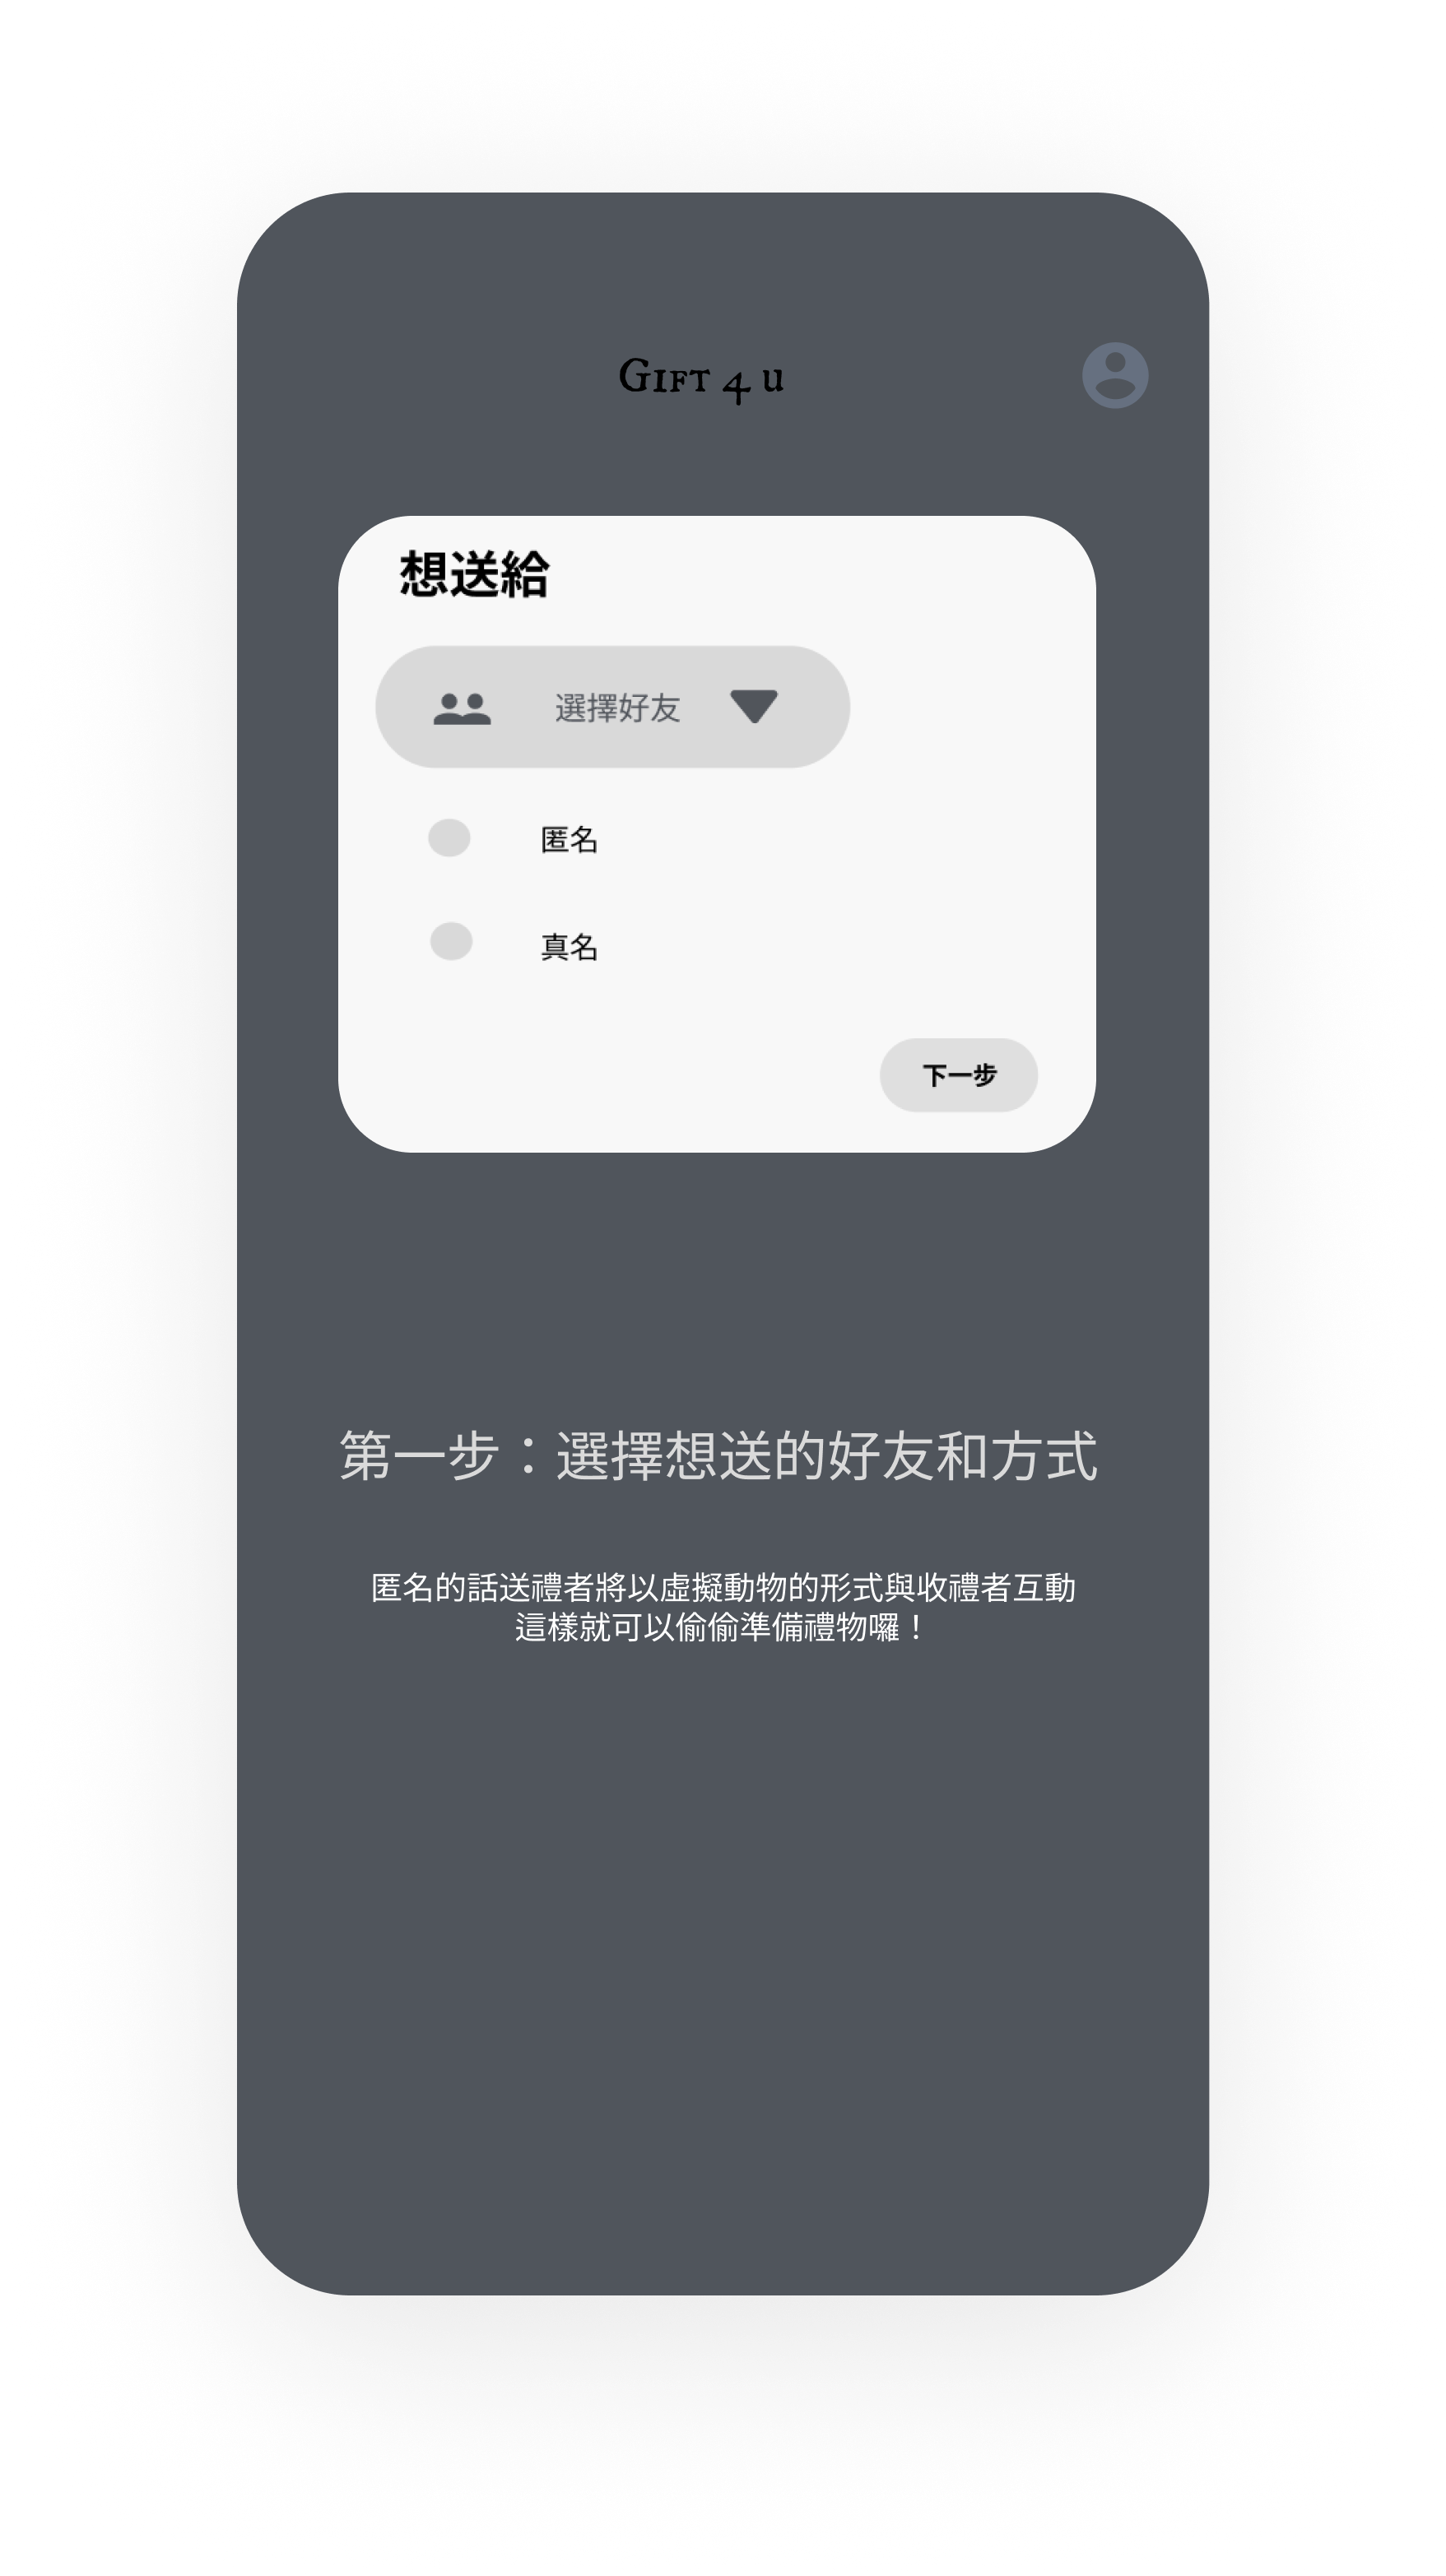 Gift 4 u
想送給
選擇好友
匿名
真名
下一步
第一步：選擇想送的好友和方式
匿名的話送禮者將以虛擬動物的形式與收禮者互動
這樣就可以偷偷準備禮物囉！